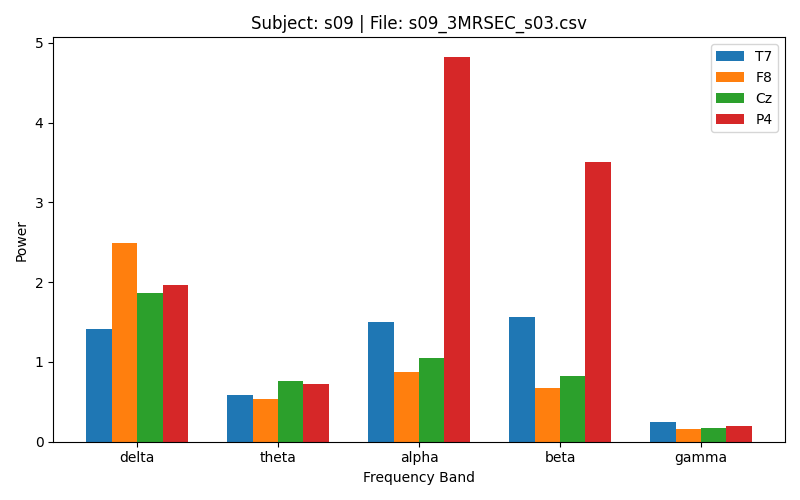 Subject: s09 | File: s09_3MRSEC_s03.csv
5
4
3
2
1
0
Power
T7
F8
Cz
P4
delta theta alpha beta gamma
Frequency Band